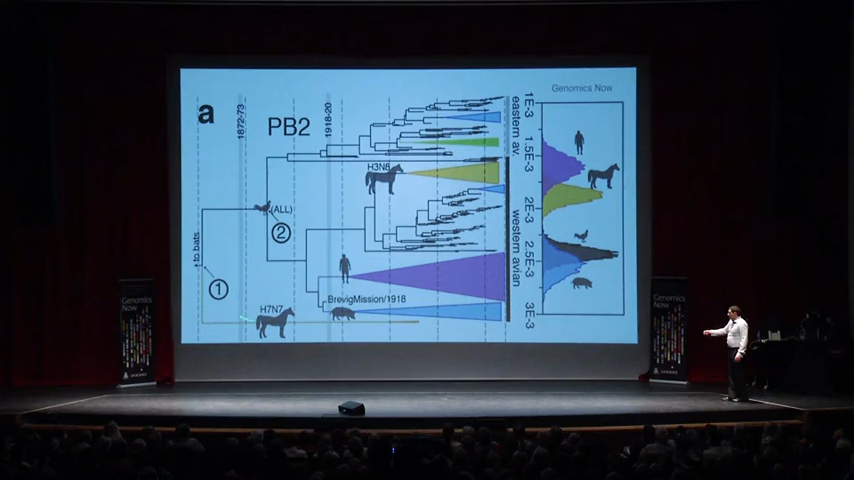 Genomics Now
a
1872-73
PB2
1918-20
H3N8
(ALL)
2
to bats
1
H7N7
BrevigMission/1918
eastern av.
western avian
1E-3
1.5E-3
2E-3
2.5E-3
3E-3
Genomics
Now
Genomics
Now